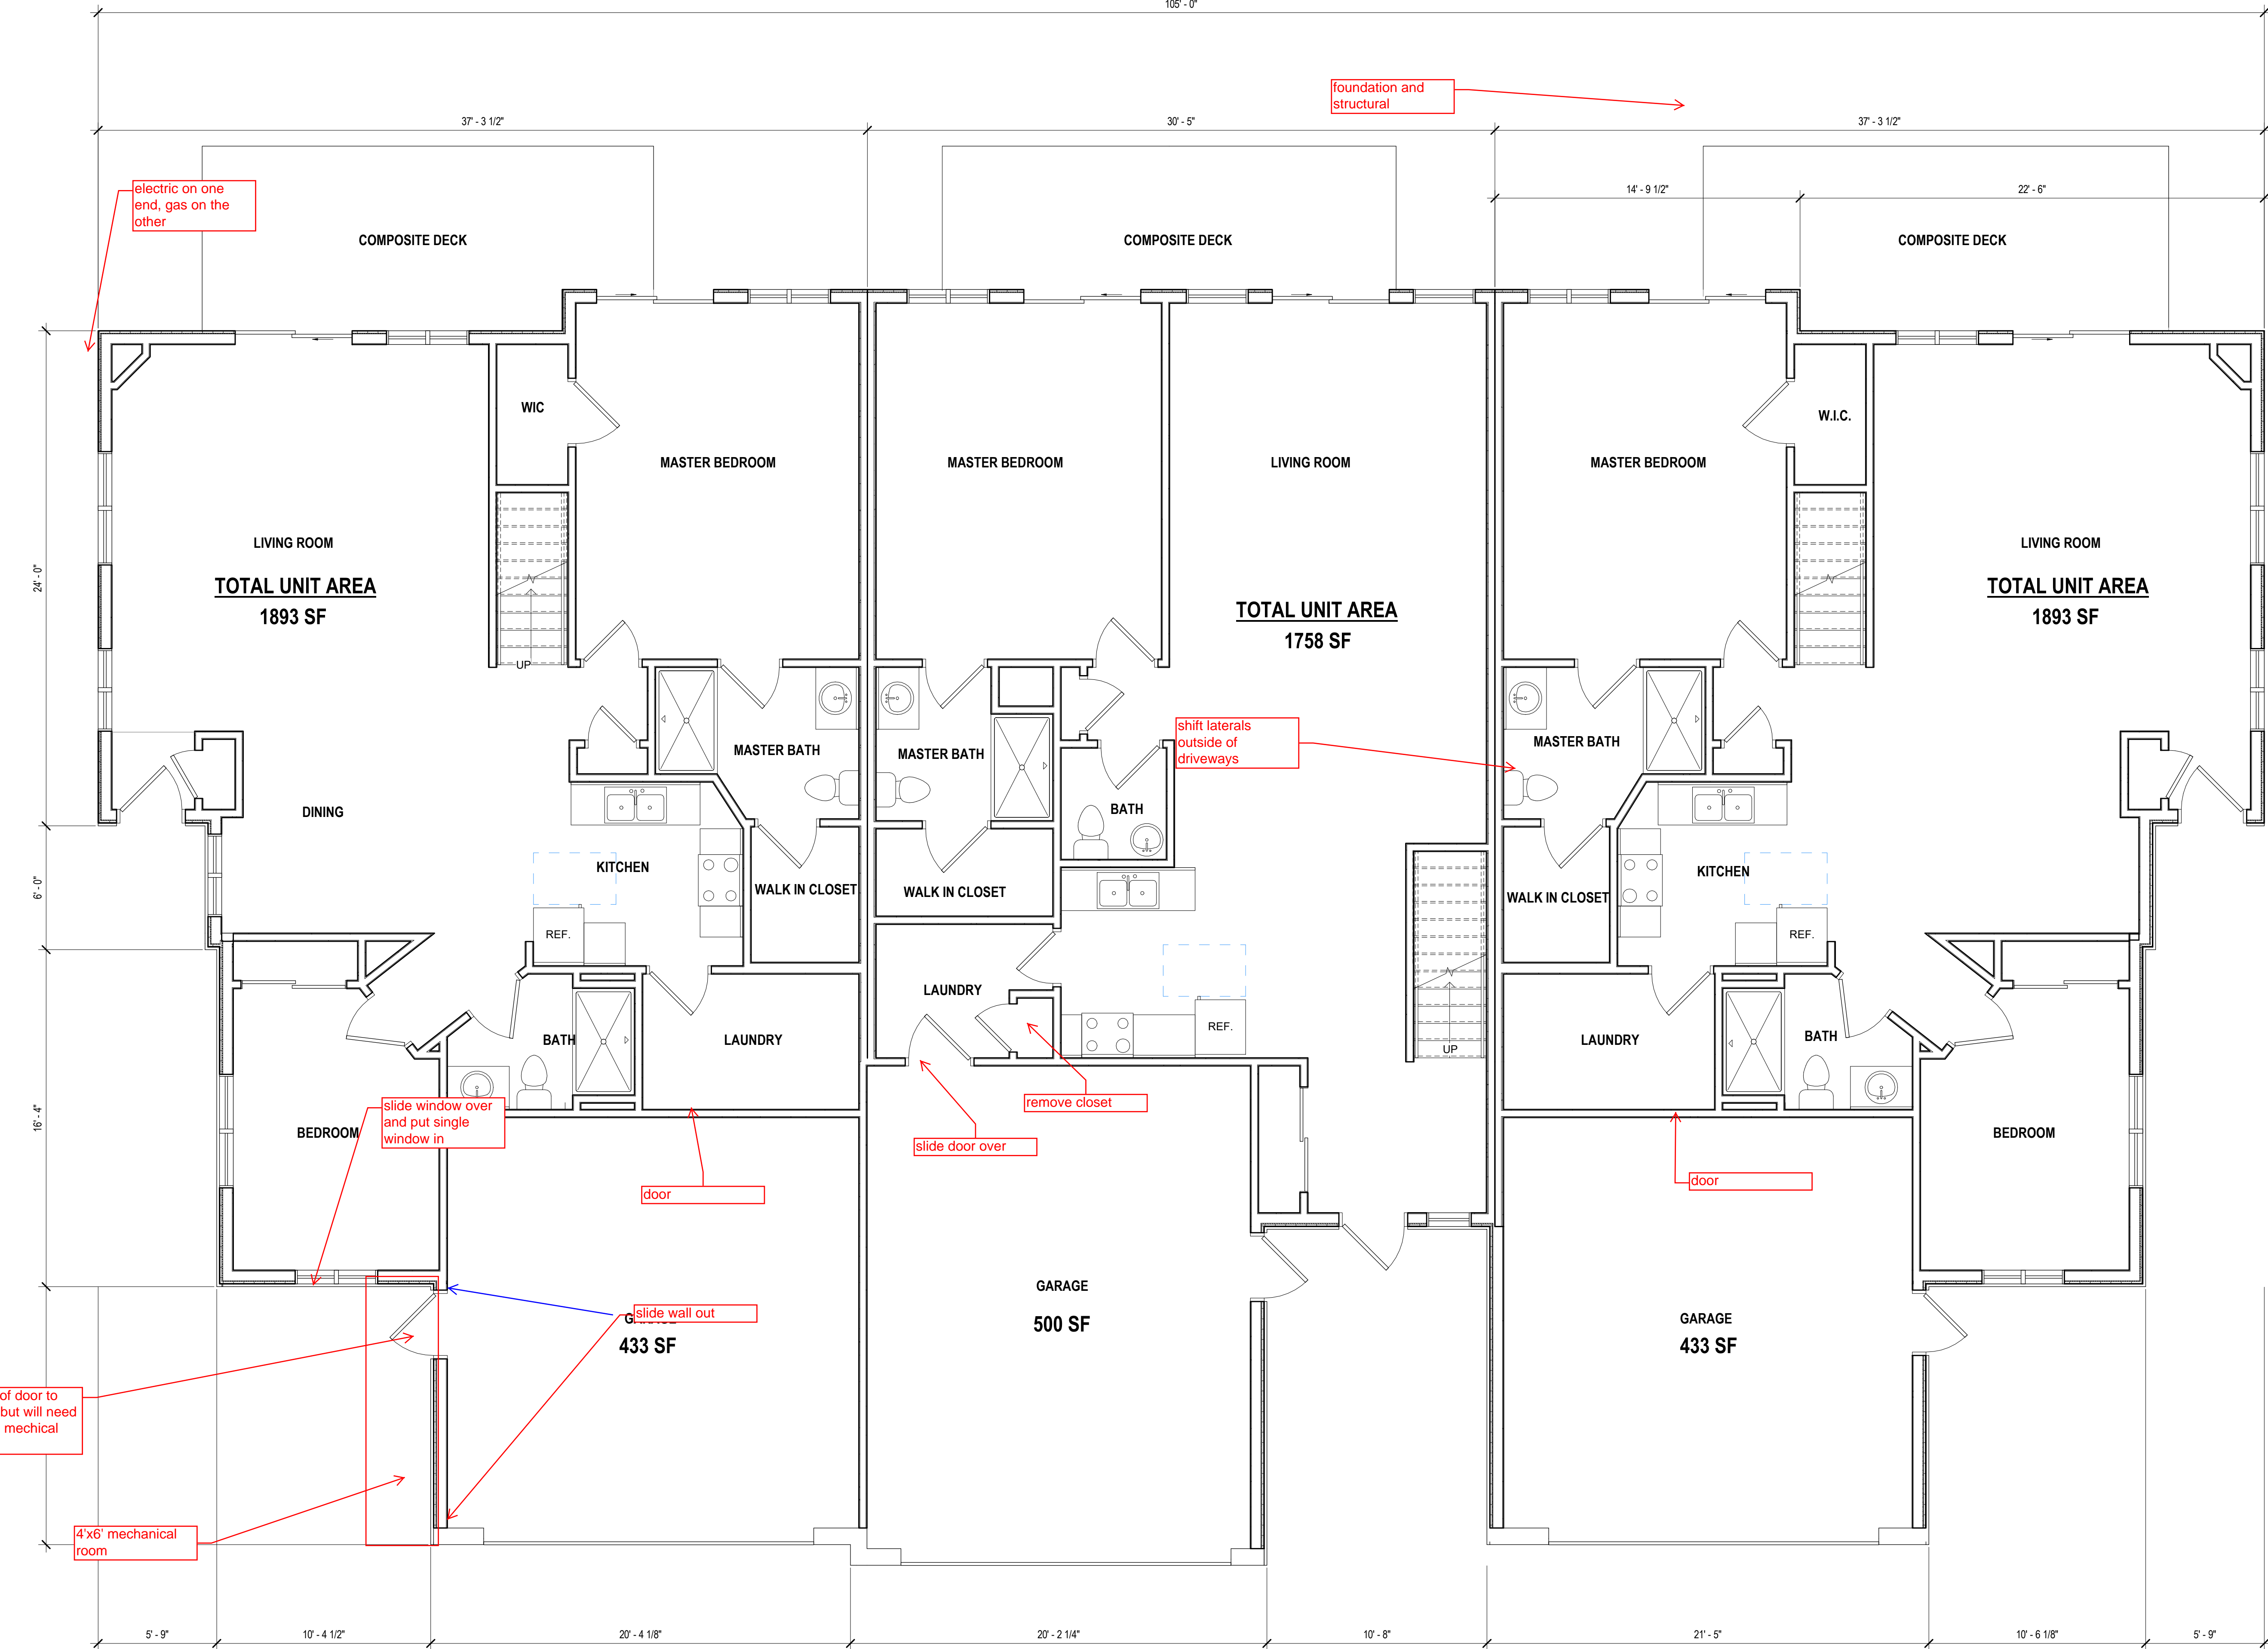 105' - 0"
foundation and
structural
37' - 3 1/2"
30' - 5"
37' - 3 1/2"
electric on one
end, gas on the
other
14' - 9 1/2"
22' - 6"
COMPOSITE DECK
COMPOSITE DECK
COMPOSITE DECK
WIC
W.I.C.
MASTER BEDROOM
MASTER BEDROOM
LIVING ROOM
MASTER BEDROOM
LIVING ROOM
LIVING ROOM
24' - 0"
TOTAL UNIT AREA
1893 SF
TOTAL UNIT AREA
1758 SF
TOTAL UNIT AREA
1893 SF
UP
shift laterals
outside of
driveways
MASTER BATH
MASTER BATH
MASTER BATH
DINING
BATH
KITCHEN
KITCHEN
6' - 0"
WALK IN CLOSET
WALK IN CLOSET
WALK IN CLOSET
REF.
REF.
LAUNDRY
REF.
BATH
LAUNDRY
UP
LAUNDRY
BATH
16' - 4"
slide window over
and put single
window in
remove closet
BEDROOM
BEDROOM
slide door over
door
door
GARAGE
500 SF
slide wall out
433 SF
GARAGE
433 SF
of door to
but will need
mechical
4'x6' mechanical
room
5' - 9"
10' - 4 1/2"
20' - 4 1/8"
20' - 2 1/4"
10' - 8"
21' - 5"
10' - 6 1/8"
5' - 9"